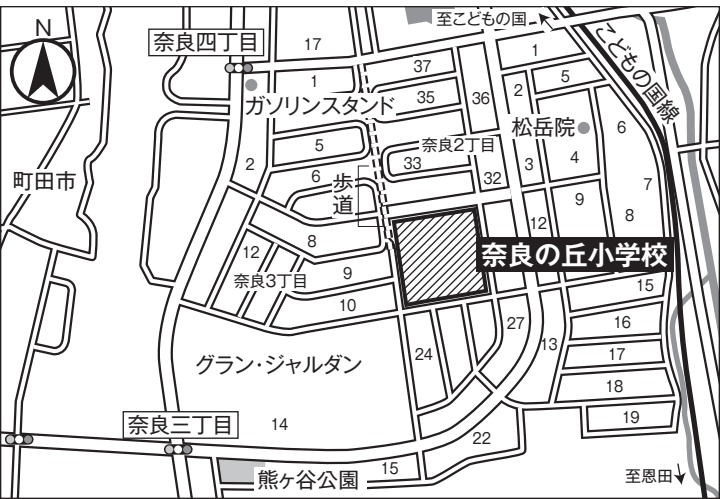 至こどもの国
N
奈良四丁目
17
1
こどもの国線
37
5
1
ガソリンスタンド
35
36
2
松岳院
6
5
奈良2丁目
33
4
2
6
3
町田市
歩道
32
7
9
12
8
8
12
奈良の丘小学校
奈良3丁目
9
15
10
27
16
13
24
17
グラン・ジャルダン
18
奈良三丁目
14
19
22
15
熊ヶ谷公園
至恩田